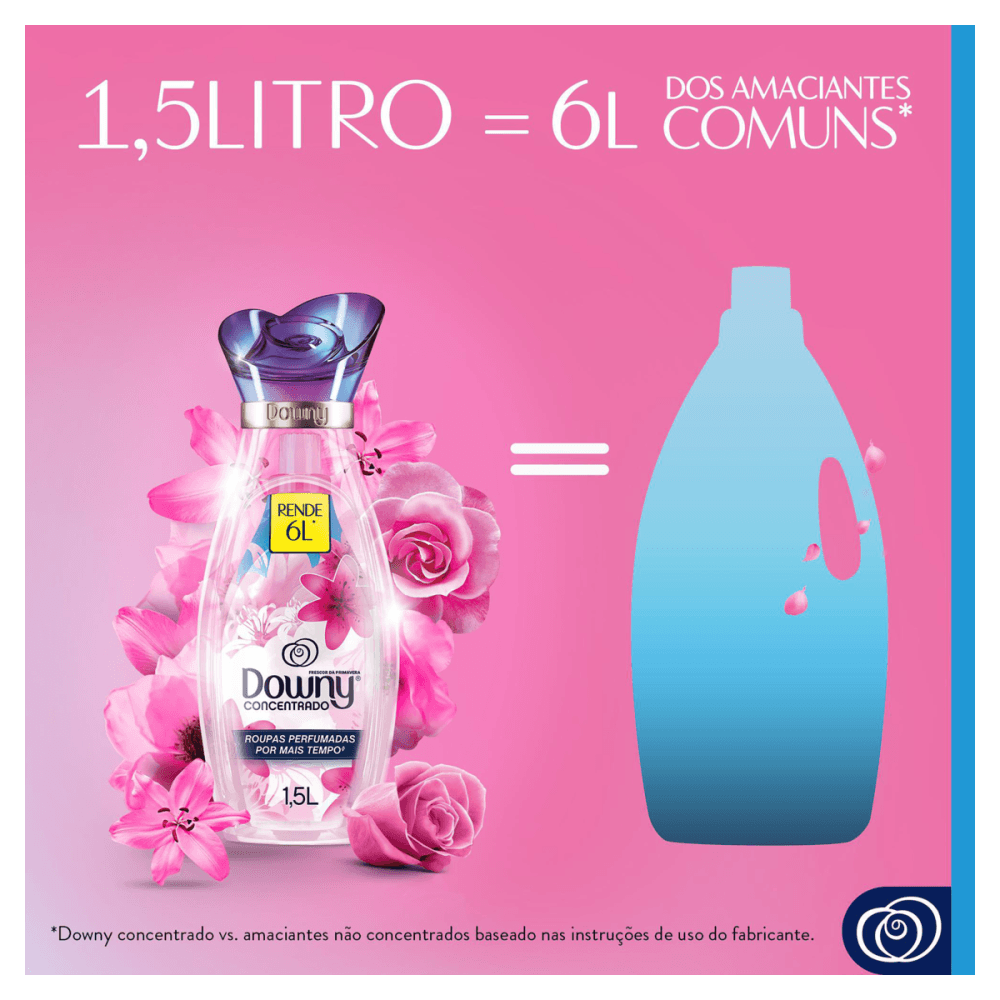 1,5LITRO = 6L DOS AMACIANTES
COMUNS*
Downy
RENDE
6L*
FRESCOR DA PRIMAVERA
Downy®
CONCENTRADO
ROUPAS PERFUMADAS
POR MAIS TEMPO²
1,5L
*Downy concentrado vs. amaciantes não concentrados baseado nas instruções de uso do fabricante.